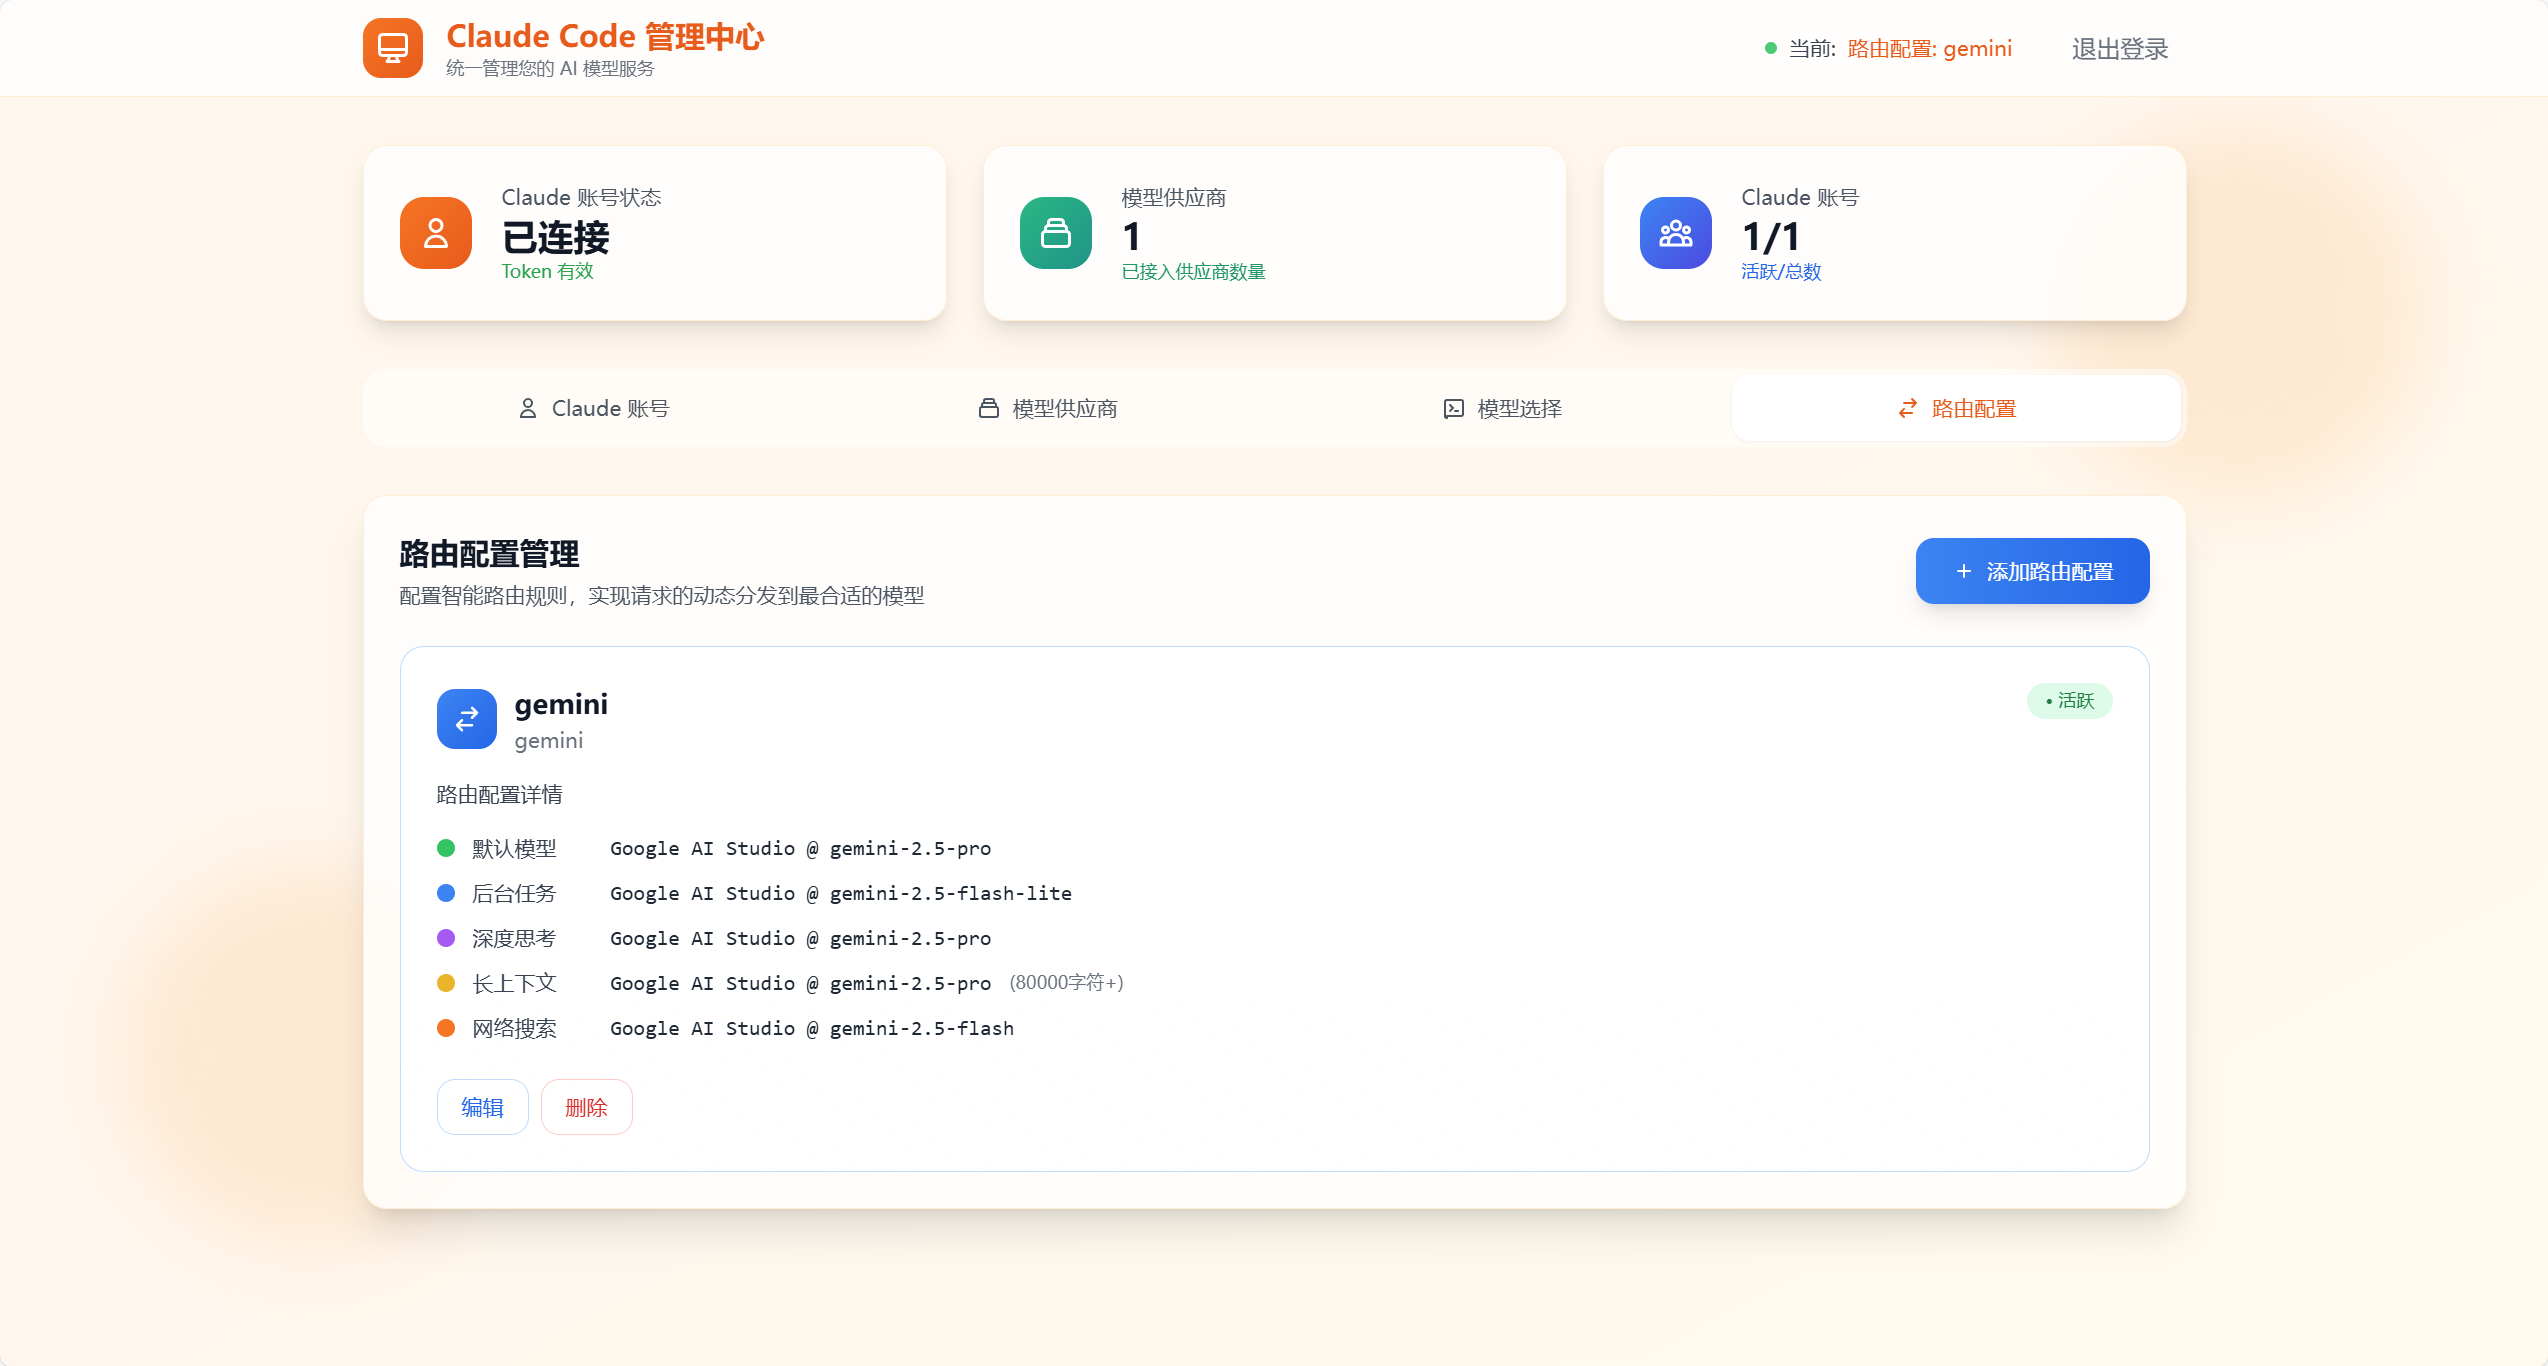 Claude Code 管理中心
统一管理您的 AI 模型服务
当前: 路由配置: gemini
退出登录
Claude 账号状态
已连接
Token 有效
模型供应商
1
已接入供应商数量
Claude 账号
1/1
活跃/总数
Claude 账号
模型供应商
模型选择
路由配置
路由配置管理
配置智能路由规则，实现请求的动态分发到最合适的模型
+ 添加路由配置
gemini
gemini
• 活跃
路由配置详情
默认模型 Google AI Studio @ gemini-2.5-pro
后台任务 Google AI Studio @ gemini-2.5-flash-lite
深度思考 Google AI Studio @ gemini-2.5-pro
长上下文 Google AI Studio @ gemini-2.5-pro (80000字符+)
网络搜索 Google AI Studio @ gemini-2.5-flash
编辑 删除